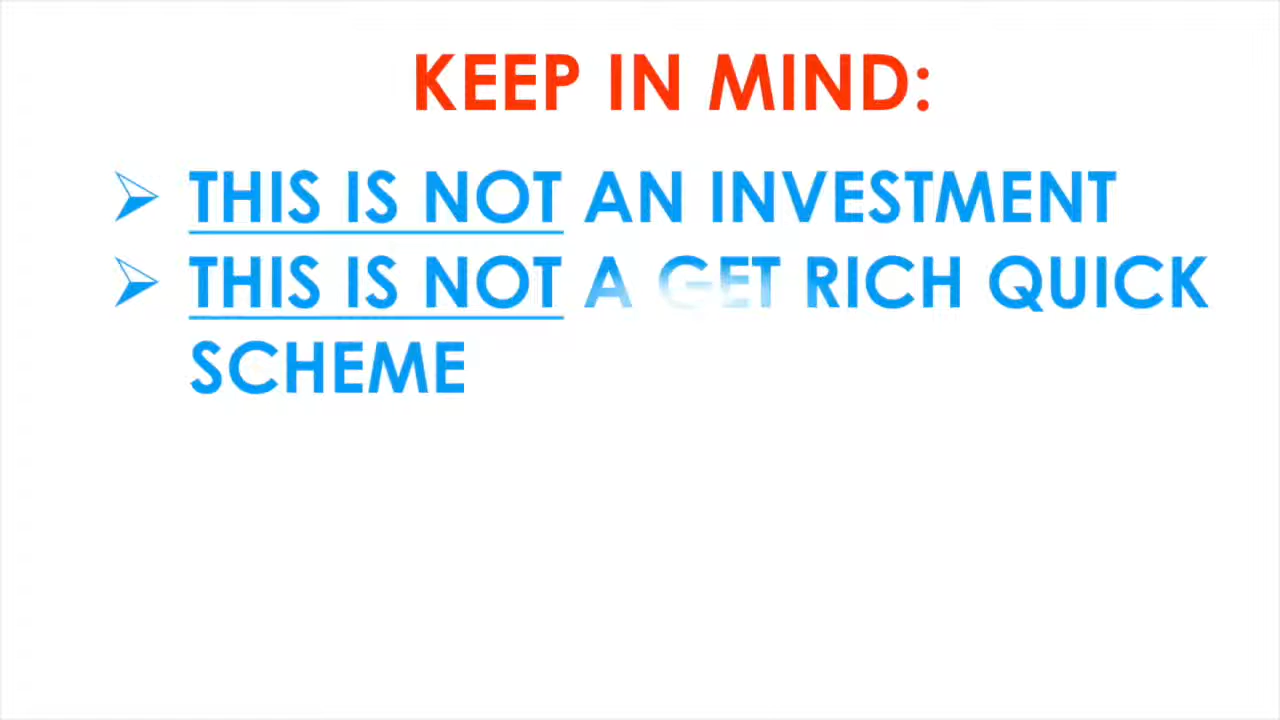 KEEP IN MIND:
THIS IS NOT AN INVESTMENT
THIS IS NOT A GET RICH QUICK
SCHEME